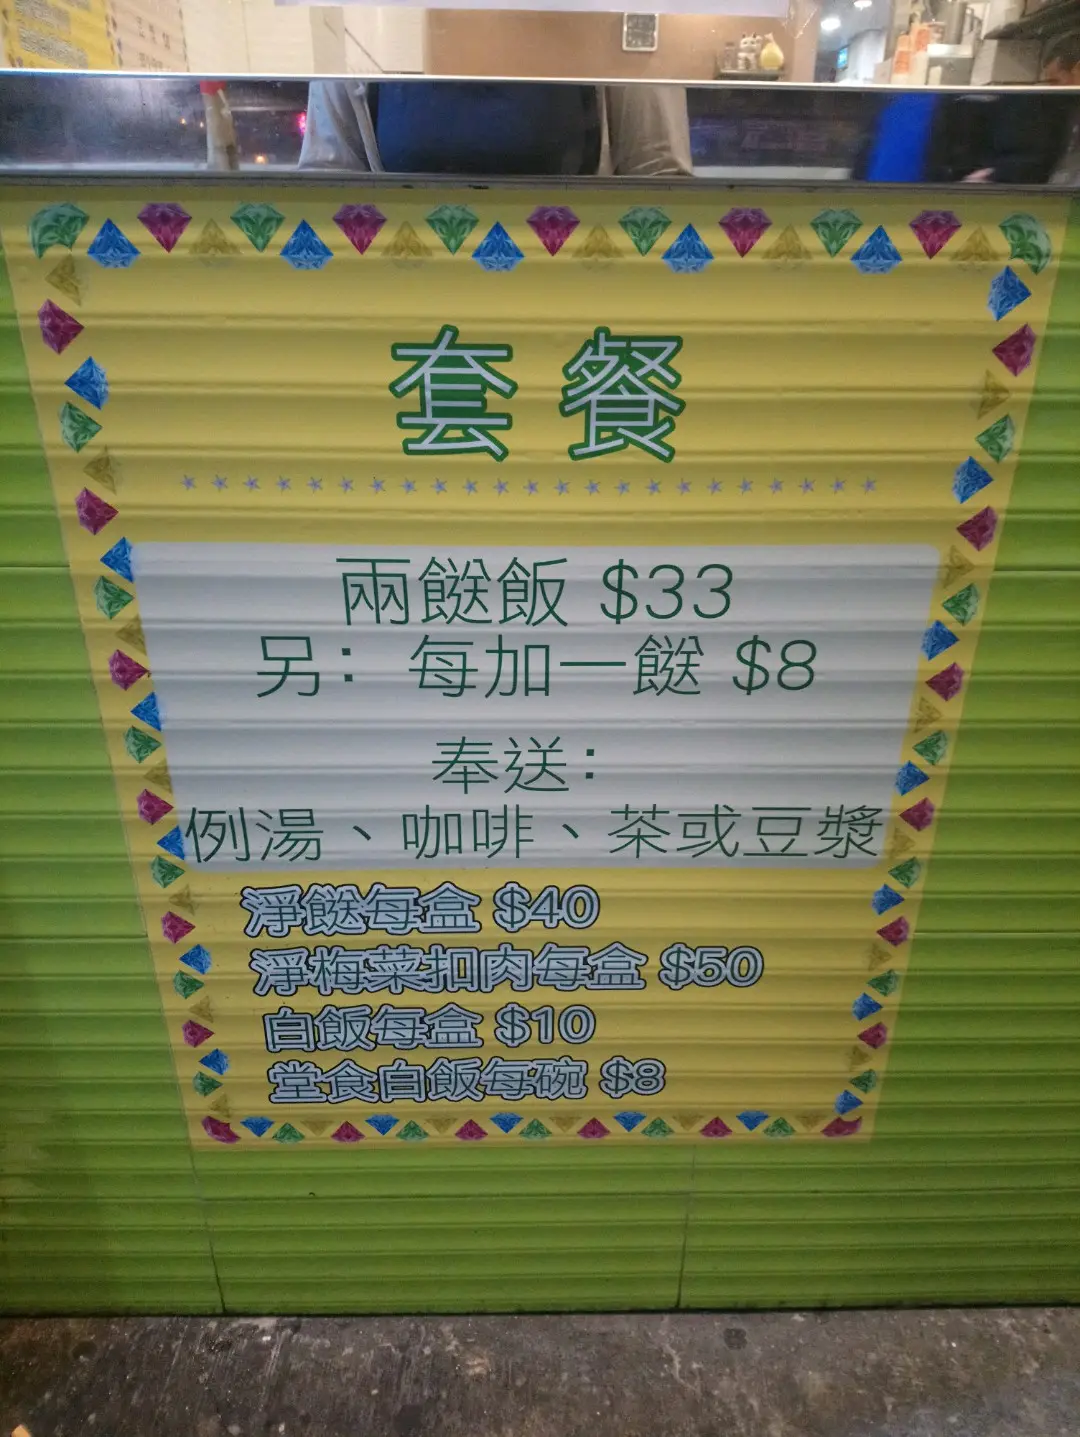 套餐
兩餸飯 $33
另：每加一餸 $8
奉送：
例湯、咖啡、茶或豆漿
淨餸每盒 $40
淨梅菜扣肉每盒 $50
白飯每盒 $10
堂食白飯每碗 $8